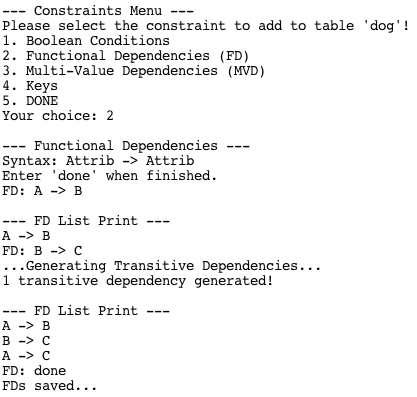 --- Constraints Menu ---
Please select the constraint to add to table 'dog'!
1. Boolean Conditions
2. Functional Dependencies (FD)
3. Multi-Value Dependencies (MVD)
4. Keys
5. DONE
Your choice: 2
--- Functional Dependencies ---
Syntax: Attrib -> Attrib
Enter 'done' when finished.
FD: A -> B
--- FD List Print ---
A -> B
FD: B -> C
...Generating Transitive Dependencies...
1 transitive dependency generated!
--- FD List Print ---
A -> B
B -> C
A -> C
FD: done
FDs saved...